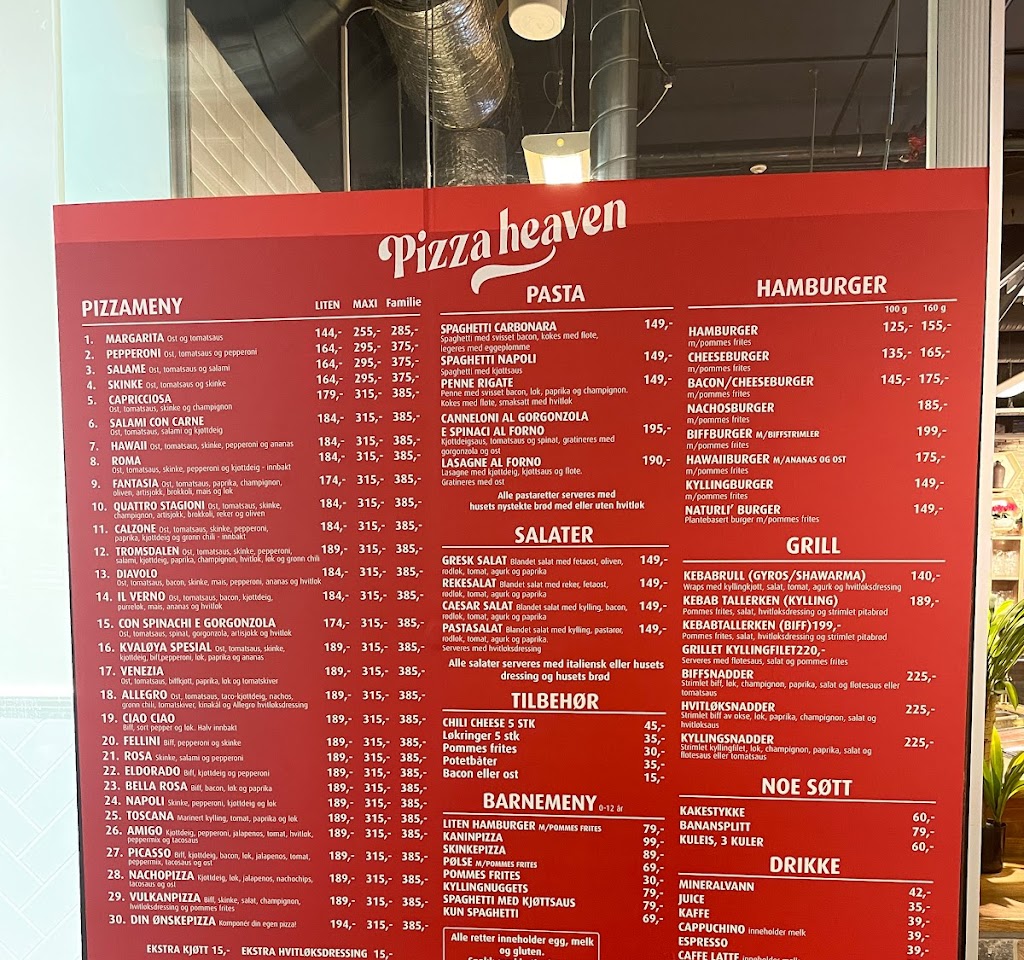 Pizza heaven
PIZZAMENY LITEN MAXI Familie
1. MARGARITA Ost og tomatsaus 144,- 255,- 285,-
2. PEPPERONI Ost, tomatsaus og pepperoni 164,- 295,- 375,-
3. SALAME Ost, tomatsaus og salami 164,- 295,- 375,-
4. SKINKE Ost, tomatsaus og skinke 164,- 295,- 375,-
5. CAPRICCIOSA 179,- 315,- 385,-
Ost, tomatsaus, skinke og champignon
6. SALAMI CON CARNE 184,- 315,- 385,-
Ost, tomatsaus, salami og kjøttdeig
7. HAWAII Ost, tomatsaus, skinke, pepperoni og ananas 184,- 315,- 385,-
8. ROMA 184,- 315,- 385,-
Ost, tomatsaus, skinke, pepperoni og kjøttdeig - innbakt
9. FANTASIA Ost, tomatsaus, paprika, champignon, 174,- 315,- 385,-
oliven, artisjokk, brokkoli, mais og løk
10. QUATTRO STAGIONI Ost, tomatsaus, skinke, 184,- 315,- 385,-
champignon, artisjokk, brokkoli, reker og oliven
11. CALZONE Ost, tomatsaus, skinke, pepperoni, 184,- 315,- 385,-
paprika, kjøttdeig og grønn chili - innbakt
12. TROMSDALEN Ost, tomatsaus, skinke, pepperoni, 189,- 315,- 385,-
salami, kjøttdeig, paprika, champignon, hvitløk, løk og grønn chili
13. DIAVOLO 184,- 315,- 385,-
Ost, tomatsaus, bacon, skinke, mais, pepperoni, ananas og hvitløk
14. IL VERNO Ost, tomatsaus, bacon, kjøttdeig, 184,- 315,- 385,-
purreløk, mais, ananas og hvitløk
15. CON SPINACHI E GORGONZOLA 174,- 315,- 385,-
Ost, tomatsaus, spinat, gorgonzola, artisjokk og hvitløk
16. KVALØYA SPESIAL Ost, tomatsaus, skinke, 189,- 315,- 385,-
kjøttdeig, biff,pepperoni, løk, paprika og ananas
17. VENEZIA 189,- 315,- 385,-
Ost, tomatsaus, biffkjøtt, paprika, løk og tomatskiver
18. ALLEGRO Ost, tomatsaus, taco-kjøttdeig, nachos, 189,- 315,- 385,-
grønn chili, tomatskiver, kinakål og Allegro hvitløksdressing
19. CIAO CIAO 189,- 315,- 385,-
Biff, sort pepper og løk. Halv innbakt
20. FELLINI Biff, pepperoni og skinke 189,- 315,- 385,-
21. ROSA Skinke, salami og pepperoni 189,- 315,- 385,-
22. ELDORADO Biff, kjøttdeig og pepperoni 189,- 315,- 385,-
23. BELLA ROSA Biff, bacon, løk og paprika 189,- 315,- 385,-
24. NAPOLI Skinke, pepperoni, kjøttdeig og løk 189,- 315,- 385,-
25. TOSCANA Marinert kylling, tomat, paprika og løk 189,- 315,- 385,-
26. AMIGO Kjøttdeig, pepperoni, jalapenos, tomat, hvitløk, 189,- 315,- 385,-
peppermix og tacosaus
27. PICASSO Biff, kjøttdeig, bacon, løk, jalapenos, tomat, 189,- 315,- 385,-
peppermix, tacosaus og ost
28. NACHOPIZZA Kjøttdeig, løk, jalapenos, nachochips, 189,- 315,- 385,-
tacosaus og ost
29. VULKANPIZZA Biff, skinke, salat, champignon, 189,- 315,- 385,-
hvitløksdressing og pommes frites
30. DIN ØNSKEPIZZA Komponér din egen pizza! 194,- 315,- 385,-
EKSTRA KJØTT 15,- EKSTRA HVITLØKSDRESSING 15,-
PASTA
SPAGHETTI CARBONARA 149,-
Spaghetti med svisset bacon, kokes med fløte,
legeres med eggeplomme
SPAGHETTI NAPOLI 149,-
Spaghetti med kjøttsaus
PENNE RIGATE 149,-
Penne med svisset bacon, løk, paprika og champignon.
Kokes med fløte, smaksatt med hvitløk
CANNELONI AL GORGONZOLA
E SPINACI AL FORNO 195,-
Kjøttdeigsaus, tomatsaus og spinat, gratineres med
gorgonzola og ost
LASAGNE AL FORNO 190,-
Lasagne med kjøttdeig, kjøttsaus og fløte.
Gratineres med ost
Alle pastaretter serveres med
husets nystekte brød med eller uten hvitløk
SALATER
GRESK SALAT Blandet salat med fetaost, oliven, 149,-
rødløk, tomat, agurk og paprika
REKESALAT Blandet salat med reker, fetaost, 149,-
rødløk, tomat, agurk og paprika
CAESAR SALAT Blandet salat med kylling, bacon, 149,-
rødløk, tomat, agurk og paprika
PASTASALAT Blandet salat med kylling, pastarør, 149,-
rødløk, tomat, agurk og paprika.
Serveres med hvitløksdressing
Alle salater serveres med italiensk eller husets
dressing og husets brød
TILBEHØR
CHILI CHEESE 5 STK 45,-
Løkringer 5 stk 35,-
Pommes frites 30,-
Potetbåter 35,-
Bacon eller ost 15,-
BARNEMENY 0-12 år
LITEN HAMBURGER M/POMMES FRITES 79,-
KANINPIZZA 99,-
SKINKEPIZZA 89,-
PØLSE M/POMMES FRITES 69,-
POMMES FRITES 30,-
KYLLINGNUGGETS 79,-
SPAGHETTI MED KJØTTSAUS 79,-
KUN SPAGHETTI 69,-
Alle retter inneholder egg, melk
og gluten.
HAMBURGER
100 g 160 g
HAMBURGER 125,- 155,-
m/pommes frites
CHEESEBURGER 135,- 165,-
m/pommes frites
BACON/CHEESEBURGER 145,- 175,-
m/pommes frites
NACHOSBURGER 185,-
m/pommes frites
BIFFBURGER M/BIFFSTRIMLER 199,-
m/pommes frites
HAWAIIBURGER M/ANANAS OG OST 175,-
m/pommes frites
KYLLINGBURGER 149,-
m/pommes frites
NATURLI' BURGER 149,-
Plantebasert burger m/pommes frites
GRILL
KEBABRULL (GYROS/SHAWARMA) 140,-
Wraps med kyllingkjøtt, salat, tomat, agurk og hvitløksdressing
KEBAB TALLERKEN (KYLLING) 189,-
Pommes frites, salat, hvitløksdressing og strimlet pitabrød
KEBABTALLERKEN (BIFF)199,-
Pommes frites, salat, hvitløksdressing og strimlet pitabrød
GRILLET KYLLINGFILET220,-
Serveres med fløtesaus, salat og pommes frites
BIFFSNADDER 225,-
Strimlet biff, løk, champignon, paprika, salat og fløtesaus eller
tomatsaus
HVITLØKSNADDER 225,-
Strimlet biff av okse, løk, paprika, champignon, salat og
hvitløksaus
KYLLINGSNADDER 225,-
Strimlet kyllingfilet, løk, champignon, paprika, salat og
fløtesaus eller tomatsaus
NOE SØTT
KAKESTYKKE 60,-
BANANSPLITT 79,-
KULEIS, 3 KULER 60,-
DRIKKE
MINERALVANN 42,-
JUICE 35,-
KAFFE 39,-
CAPPUCHINO inneholder melk 39,-
ESPRESSO 39,-
CAFFE LATTE inneholder melk